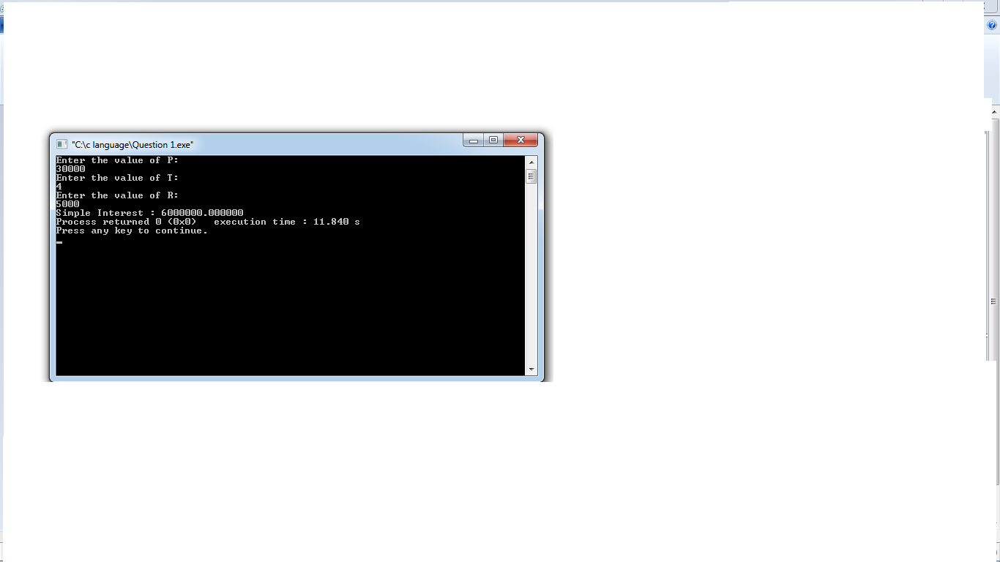 "C:\c language\Question 1.exe"
Enter the value of P:
30000
Enter the value of T:
4
Enter the value of R:
5000
Simple Interest : 6000000.000000
Process returned 0 (0x0)   execution time : 11.840 s
Press any key to continue.